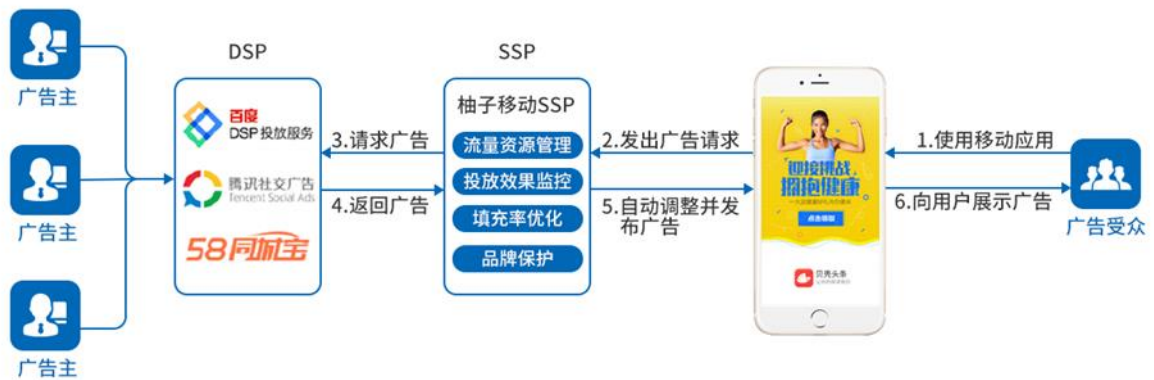 DSP
SSP
广告主
广告主
广告主
百度
DSP 投放服务
腾讯社交广告
Tencent Social Ads
58同城宝
3.请求广告
4.返回广告
柚子移动SSP
流量资源管理
投放效果监控
填充率优化
品牌保护
2.发出广告请求
5.自动调整并发
布广告
迎接挑战,
拥抱健康
点击领取
贝壳头条
1.使用移动应用
6.向用户展示广告
广告受众